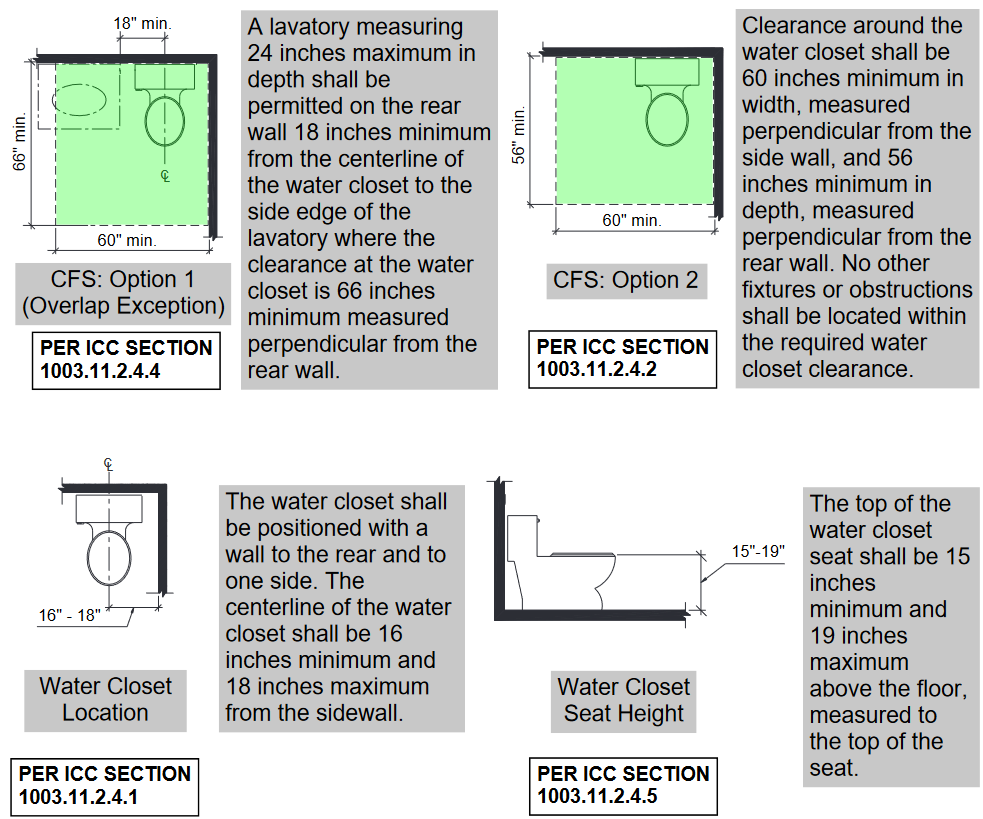 18" min.
66" min.
℄
60" min.
CFS: Option 1
(Overlap Exception)
PER ICC SECTION
1003.11.2.4.4
A lavatory measuring
24 inches maximum in
depth shall be
permitted on the rear
wall 18 inches minimum
from the centerline of
the water closet to the
side edge of the
lavatory where the
clearance at the water
closet is 66 inches
minimum measured
perpendicular from the
rear wall.
56" min.
60" min.
CFS: Option 2
PER ICC SECTION
1003.11.2.4.2
Clearance around the
water closet shall be
60 inches minimum in
width, measured
perpendicular from the
side wall, and 56
inches minimum in
depth, measured
perpendicular from the
rear wall. No other
fixtures or obstructions
shall be located within
the required water
closet clearance.
℄
16" - 18"
Water Closet
Location
PER ICC SECTION
1003.11.2.4.1
The water closet shall
be positioned with a
wall to the rear and to
one side. The
centerline of the water
closet shall be 16
inches minimum and
18 inches maximum
from the sidewall.
15"-19"
Water Closet
Seat Height
PER ICC SECTION
1003.11.2.4.5
The top of the
water closet
seat shall be 15
inches
minimum and
19 inches
maximum
above the floor,
measured to
the top of the
seat.